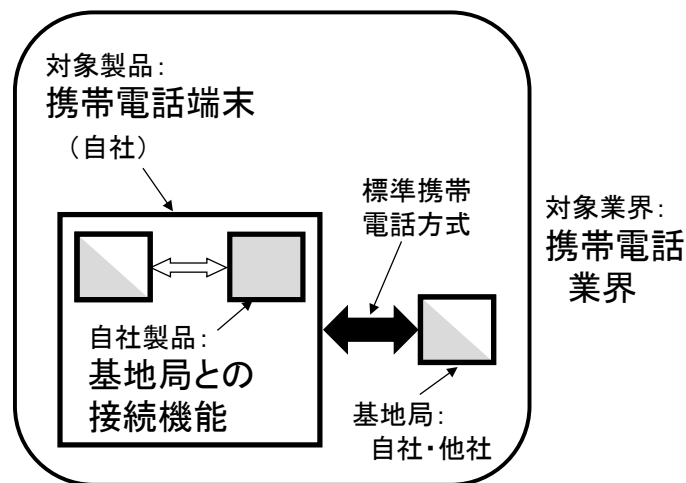 対象製品：
携帯電話端末
（自社）
標準携帯
電話方式
対象業界：
携帯電話
業界
自社製品：
基地局との
接続機能
基地局：
自社・他社